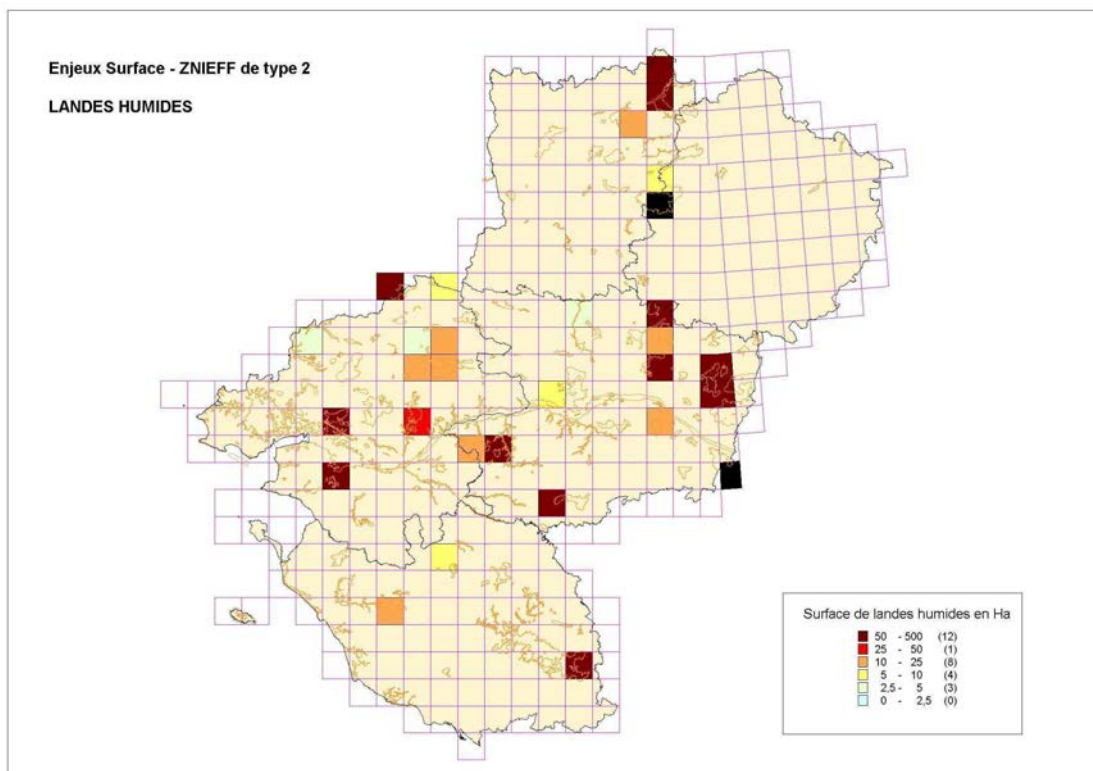 Enjeux Surface - ZNIEFF de type 2
LANDES HUMIDES
Surface de landes humides en Ha
50 - 500 (12)
25 - 50 (1)
10 - 25 (8)
5 - 10 (4)
2,5 - 5 (3)
0 - 2,5 (0)